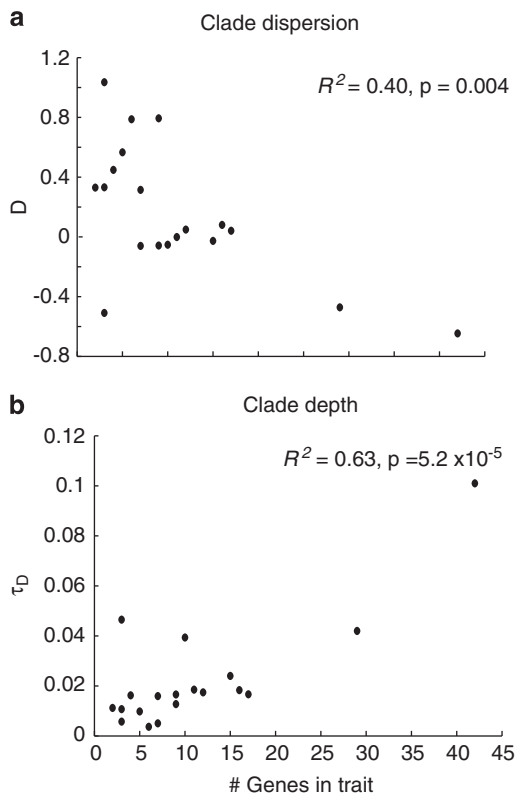 a
Clade dispersion
R² = 0.40, p = 0.004
1.2
0.8
0.4
0
-0.4
-0.8
D
b
Clade depth
R² = 0.63, p =5.2 x10⁻⁵
0.12
0.1
0.08
0.06
0.04
0.02
0
τD
0 5 10 15 20 25 30 35 40 45
# Genes in trait